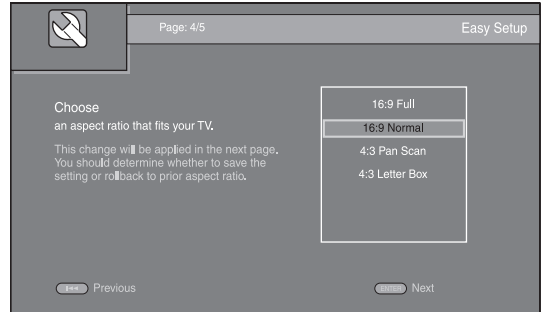 Page: 4/5
Easy Setup
Choose
an aspect ratio that fits your TV.
This change will be applied in the next page.
You should determine whether to save the
setting or rollback to prior aspect ratio.
16:9 Full
16:9 Normal
4:3 Pan Scan
4:3 Letter Box
Previous
ENTER Next